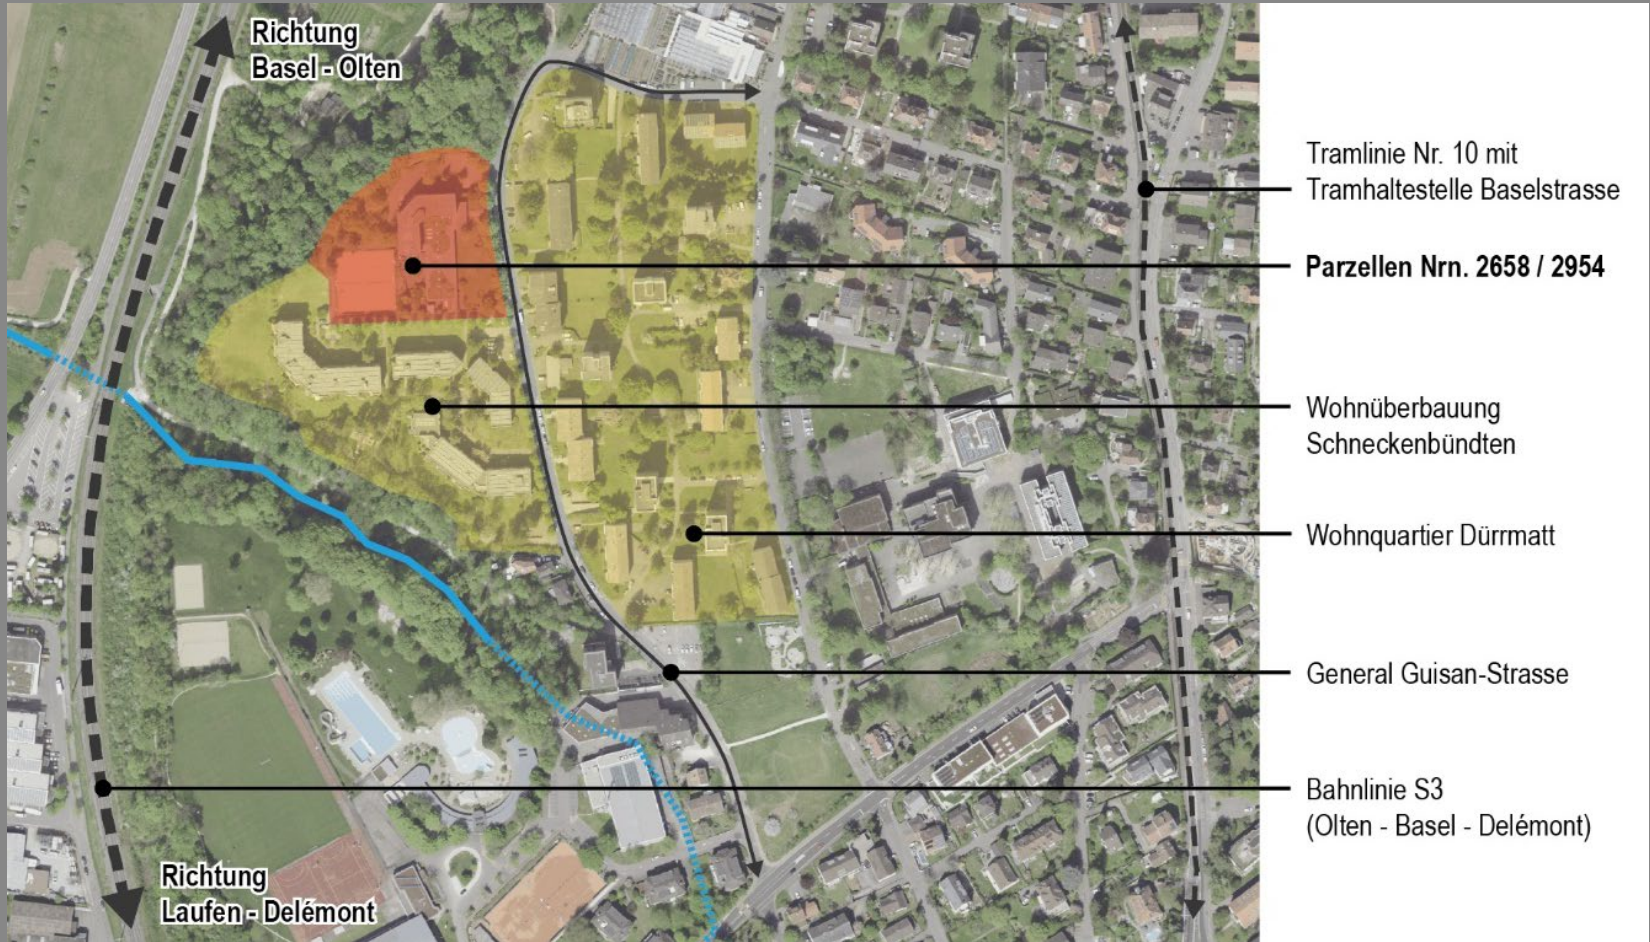 Richtung
Basel - Olten
Tramlinie Nr. 10 mit
Tramhaltestelle Baselstrasse
Parzellen Nrn. 2658 / 2954
Wohnüberbauung
Schneckenbündten
Wohnquartier Dürrmatt
General Guisan-Strasse
Bahnlinie S3
(Olten - Basel - Delémont)
Richtung
Laufen - Delémont